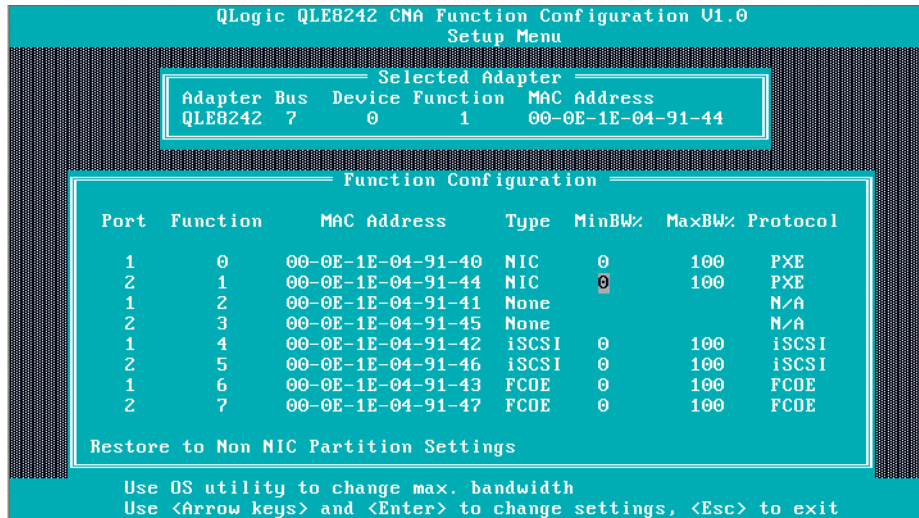 QLogic QLE8242 CNA Function Configuration V1.0
Setup Menu
Selected Adapter
Adapter Bus Device Function MAC Address
QLE8242 7 0 1 00-0E-1E-04-91-44
Function Configuration
Port Function MAC Address Type MinBW% MaxBW% Protocol
1 0 00-0E-1E-04-91-40 NIC 0 100 PXE
2 1 00-0E-1E-04-91-44 NIC 0 100 PXE
1 2 00-0E-1E-04-91-41 None N/A
2 3 00-0E-1E-04-91-45 None N/A
1 4 00-0E-1E-04-91-42 iSCSI 0 100 iSCSI
2 5 00-0E-1E-04-91-46 iSCSI 0 100 iSCSI
1 6 00-0E-1E-04-91-43 FCOE 0 100 FCOE
2 7 00-0E-1E-04-91-47 FCOE 0 100 FCOE
Restore to Non NIC Partition Settings
Use OS utility to change max. bandwidth
Use <Arrow keys> and <Enter> to change settings, <Esc> to exit